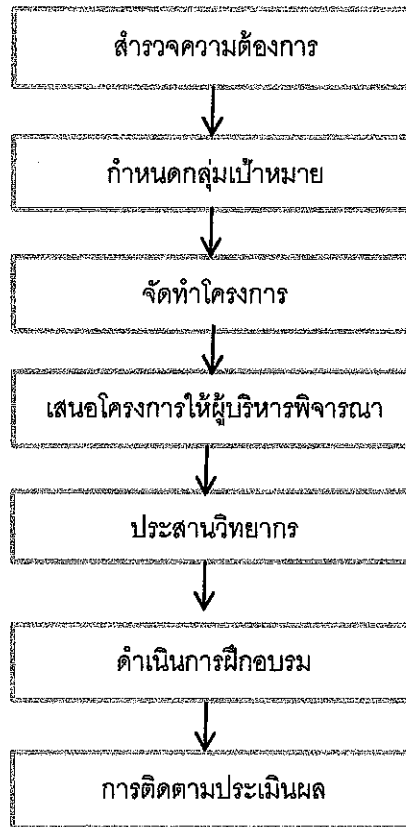 สำรวจความต้องการ
กำหนดกลุ่มเป้าหมาย
จัดทำโครงการ
เสนอโครงการให้ผู้บริหารพิจารณา
ประสานวิทยากร
ดำเนินการฝึกอบรม
การติดตามประเมินผล